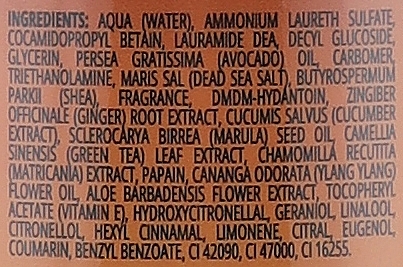 INGREDIENTS: AQUA (WATER), AMMONIUM LAURETH SULFATE,
COCAMIDOPROPYL BETAIN, LAURAMIDE DEA, DECYL GLUCOSIDE,
GLYCERIN, PERSEA GRATISSIMA (AVOCADO) OIL, CARBOMER,
TRIETHANOLAMINE, MARIS SAL (DEAD SEA SALT), BUTYROSPERMUM
PARKII (SHEA), FRAGRANCE, DMDM-HYDANTOIN, ZINGIBER
OFFICINALE (GINGER) ROOT EXTRACT, CUCUMIS SALVUS (CUCUMBER
EXTRACT), SCLEROCARYA BIRREA (MARULA) SEED OIL, CAMELLIA
SINENSIS (GREEN TEA) LEAF EXTRACT, CHAMOMILLA RECUTITA
(MATRICANIA) EXTRACT, PAPAIN, CANANGA ODORATA (YLANG YLANG)
FLOWER OIL, ALOE BARBADENSIS FLOWER EXTRACT, TOCOPHERYL
ACETATE (VITAMIN E), HYDROXYCITRONELLAL, GERANIOL, LINALOOL,
CITRONELLOL, HEXYL CINNAMAL, LIMONENE, CITRAL, EUGENOL,
COUMARIN, BENZYL BENZOATE, CI 42090, CI 47000, CI 16255.